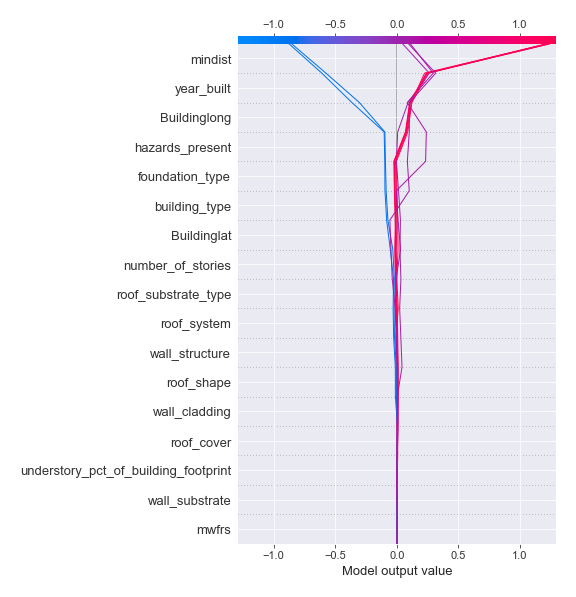 −1.0 −0.5 0.0 0.5 1.0
mindist
year_built
Buildinglong
hazards_present
foundation_type
building_type
Buildinglat
number_of_stories
roof_substrate_type
roof_system
wall_structure
roof_shape
wall_cladding
roof_cover
understory_pct_of_building_footprint
wall_substrate
mwfrs
−1.0 −0.5 0.0 0.5 1.0
Model output value